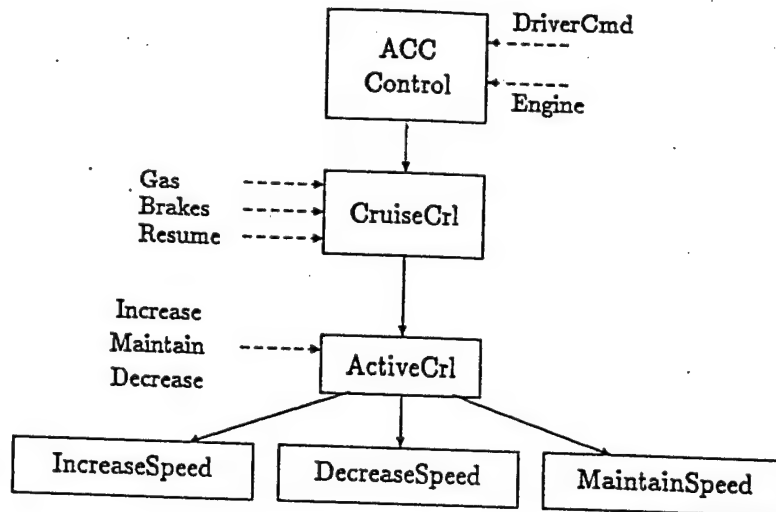 DriverCmd
ACC
Control
Engine
Gas
Brakes
CruiseCrl
Resume
Increase
Maintain
ActiveCrl
Decrease
IncreaseSpeed
DecreaseSpeed
MaintainSpeed